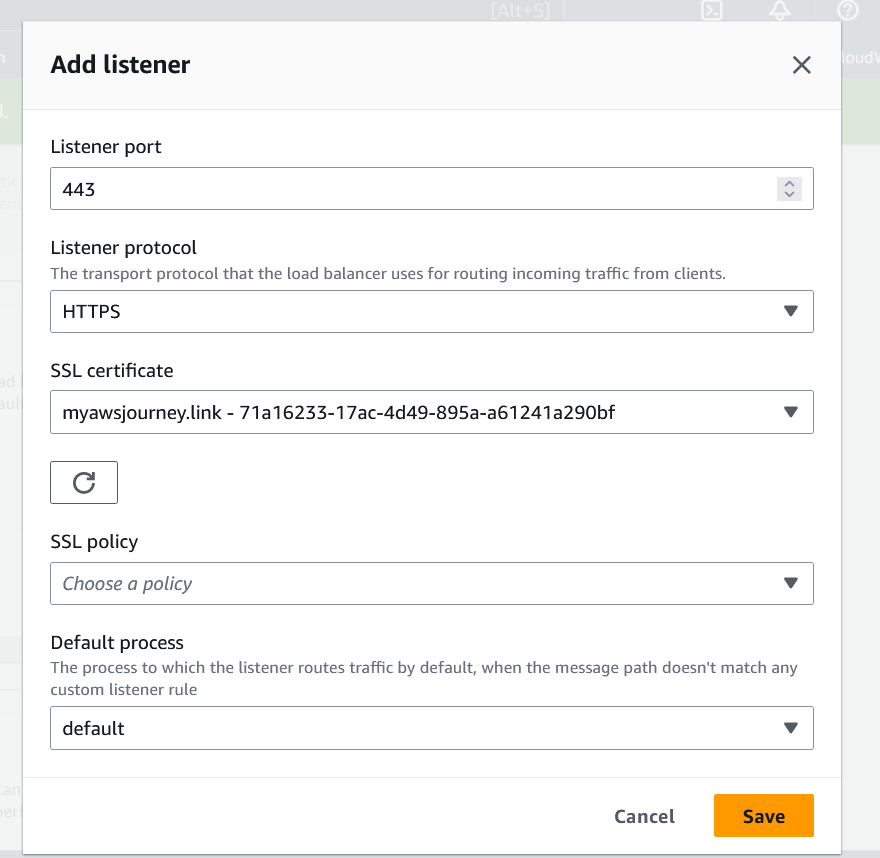 [Alt+S]
Add listener
Listener port
443
Listener protocol
The transport protocol that the load balancer uses for routing incoming traffic from clients.
HTTPS
SSL certificate
myawsjourney.link - 71a16233-17ac-4d49-895a-a61241a290bf
SSL policy
Choose a policy
Default process
The process to which the listener routes traffic by default, when the message path doesn't match any
custom listener rule
default
Cancel
Save